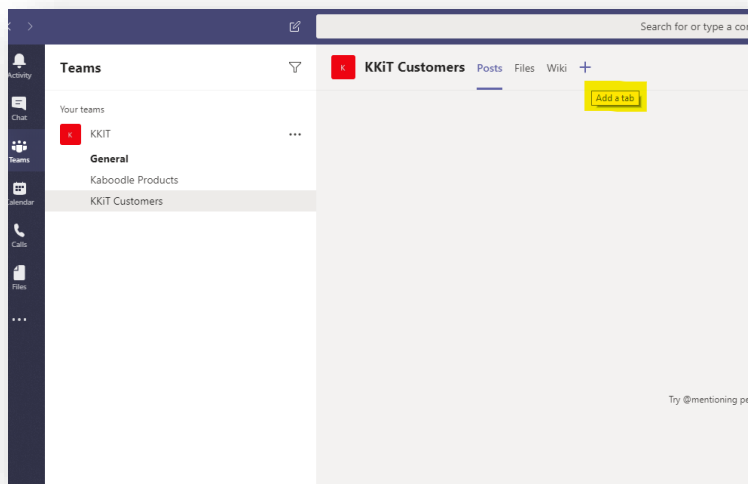 Search for or type a co
Activity
Chat
Teams
Calendar
Calls
Files
Teams
Your teams
K KKIT
General
Kaboodle Products
KKiT Customers
K KKiT Customers Posts Files Wiki +
Add a tab
Try @mentioning pe